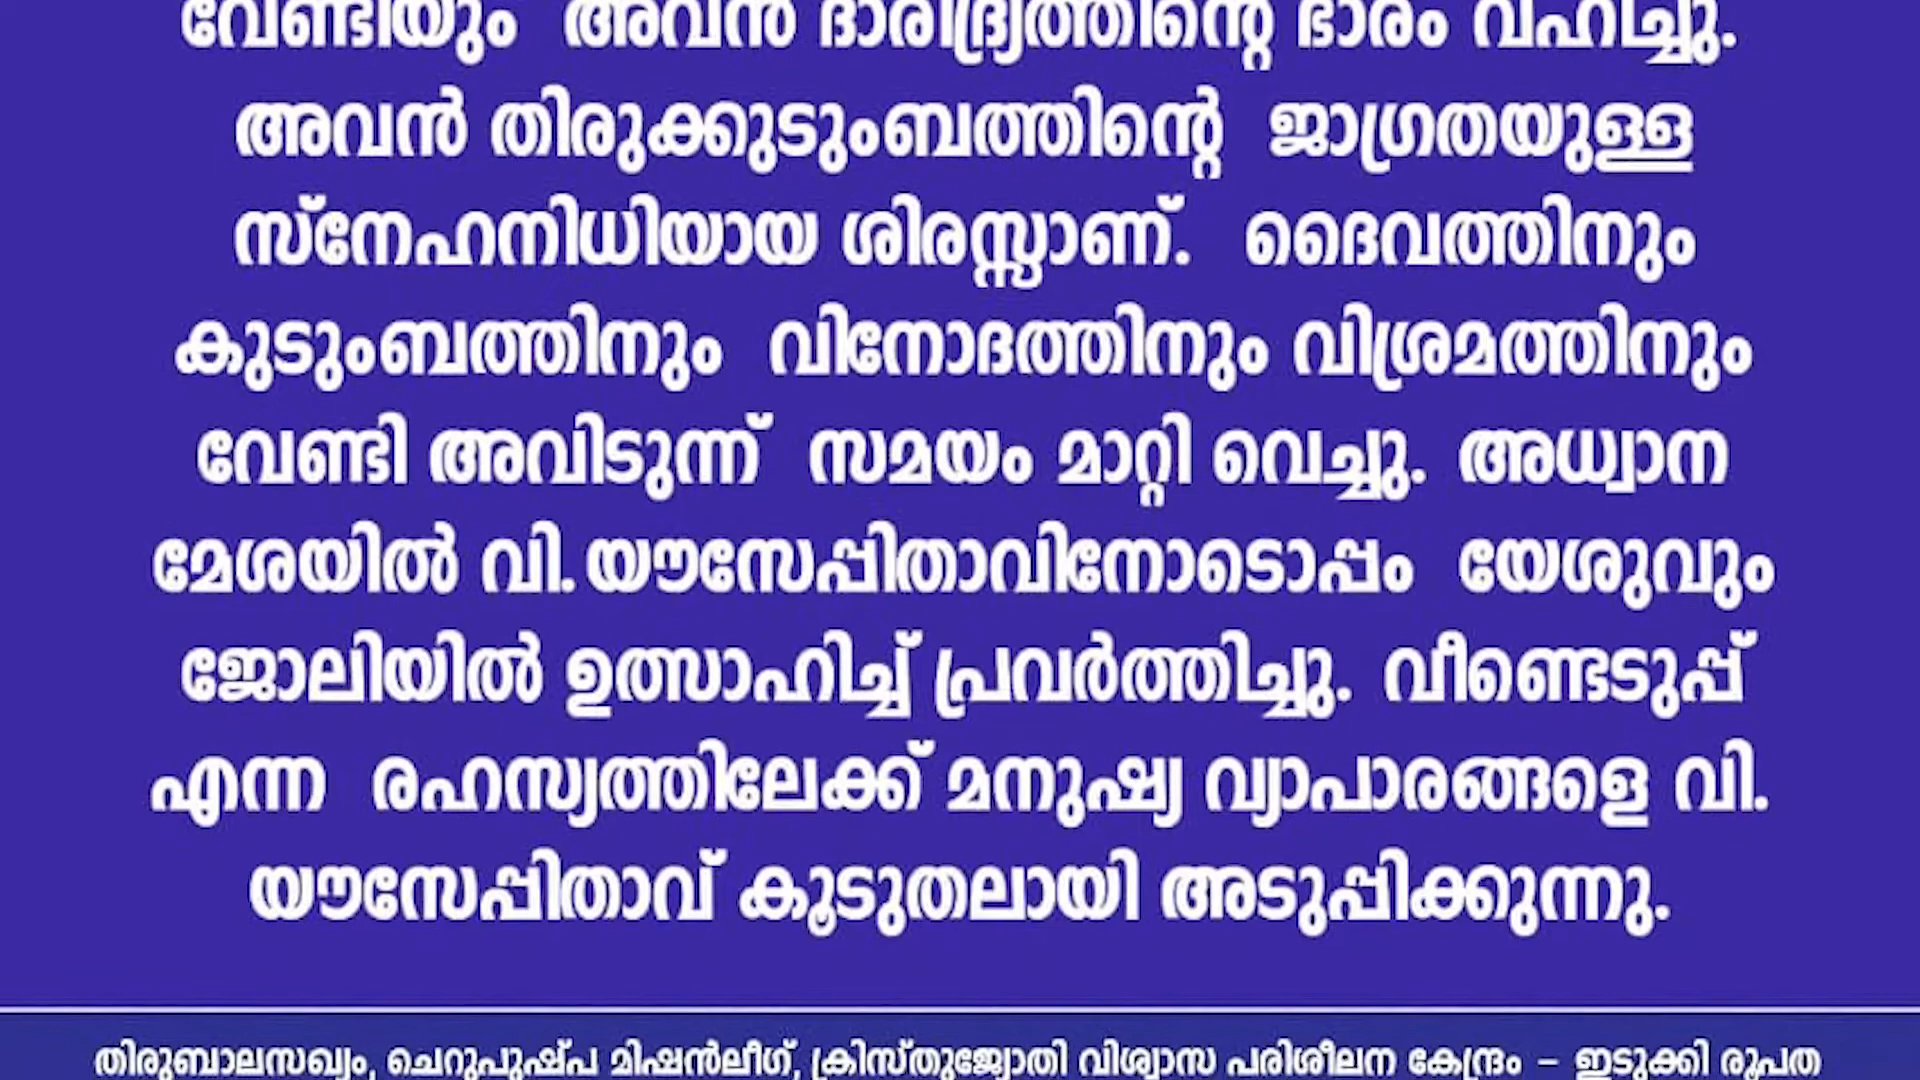 വേണ്ടിയും അവൻ ദാരിദ്ര്യത്തിന്റെ ഭാരം വഹിച്ചു.
അവൻ തിരുക്കുടുംബത്തിന്റെ ജാഗ്രതയുള്ള
സ്നേഹനിധിയായ ശിരസ്സാണ്. ദൈവത്തിനും
കുടുംബത്തിനും വിനോദത്തിനും വിശ്രമത്തിനും
വേണ്ടി അവിടുന്ന് സമയം മാറ്റി വെച്ചു. അധ്വാന
മേശയിൽ വി. യൗസേപ്പിതാവിനോടൊപ്പം യേശുവും
ജോലിയിൽ ഉത്സാഹിച്ച് പ്രവർത്തിച്ചു. വീണ്ടെടുപ്പ്
എന്ന രഹസ്യത്തിലേക്ക് മനുഷ്യ വ്യാപാരങ്ങളെ വി.
യൗസേപ്പിതാവ് കൂടുതലായി അടുപ്പിക്കുന്നു.
തിരുബാലസഖ്യം, ചെറുപുഷ്പ മിഷൻലീഗ്, ക്രിസ്തുജ്യോതി വിശ്വാസ പരിശീലന കേന്ദ്രം – ഇടുക്കി രൂപത